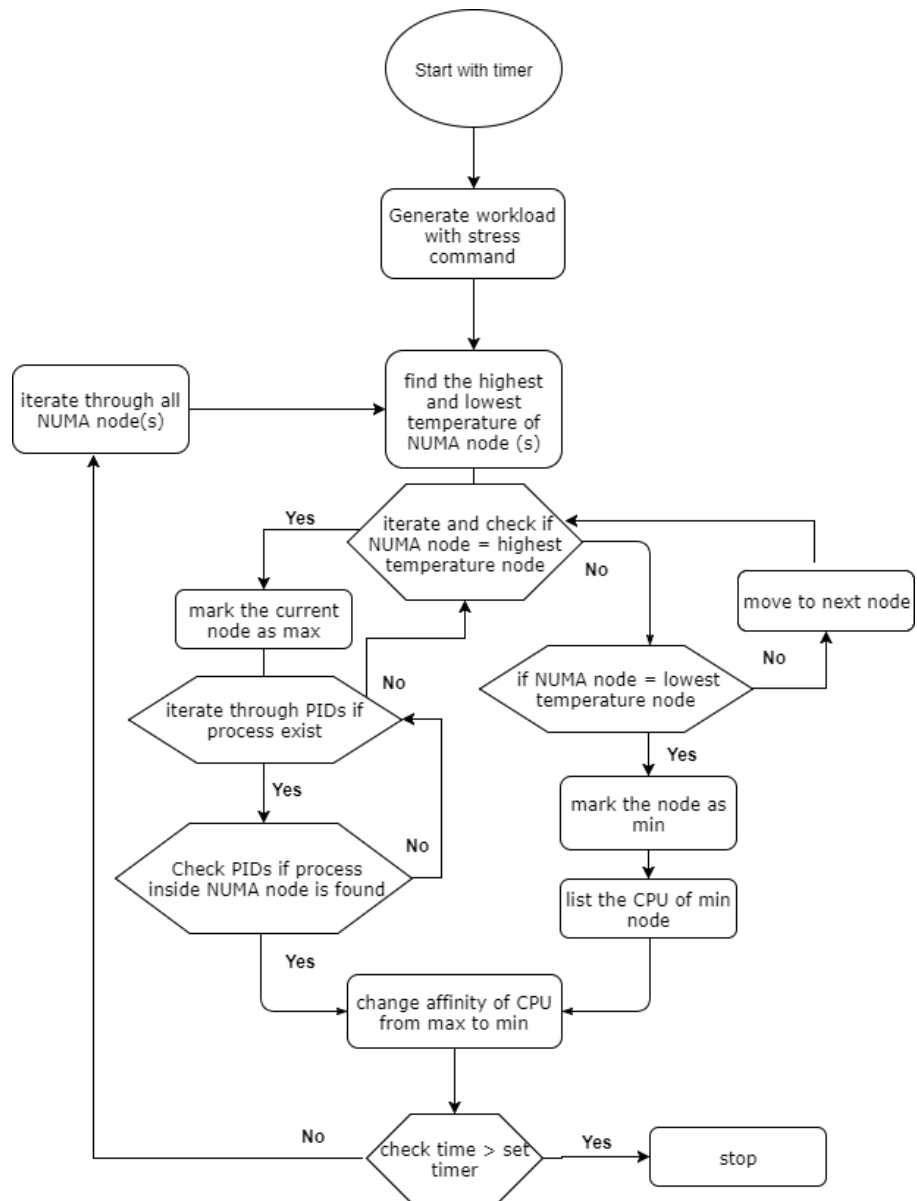 Start with timer
Generate workload
with stress
command
iterate through all
NUMA node(s)
find the highest
and lowest
temperature of
NUMA node (s)
Yes
iterate and check if
NUMA node = highest
temperature node
No
mark the current
node as max
move to next node
No
iterate through PIDs if
process exist
if NUMA node = lowest
temperature node
No
Yes
Yes
mark the node as
min
Check PIDs if process
inside NUMA node is found
No
list the CPU of min
node
Yes
change affinity of CPU
from max to min
No
check time > set
timer
Yes
stop